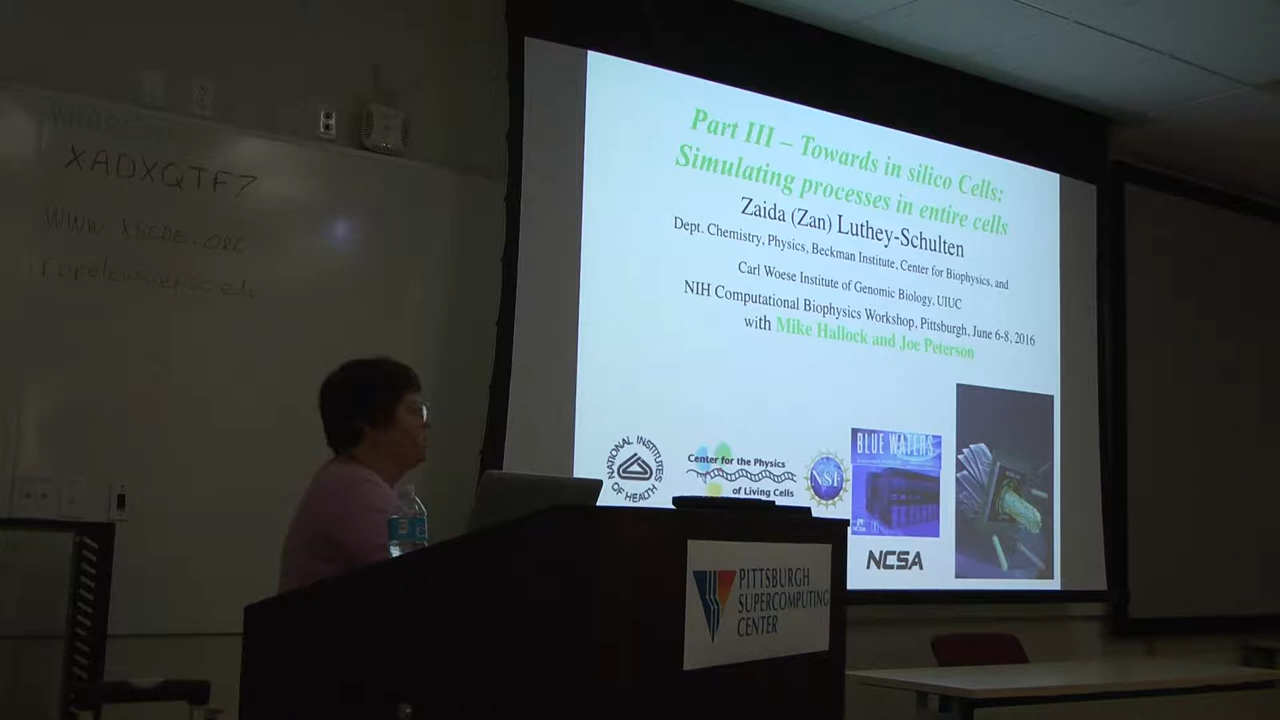 XADXQTF7
WWW.XSEDE.ORG
Part III – Towards in silico Cells:
Simulating processes in entire cells
Zaida (Zan) Luthey-Schulten
Dept. Chemistry, Physics, Beckman Institute, Center for Biophysics, and
Carl Woese Institute of Genomic Biology, UIUC
NIH Computational Biophysics Workshop, Pittsburgh, June 6-8, 2016
with Mike Hallock and Joe Peterson
NATIONAL INSTITUTES
OF HEALTH
Center for the Physics
of Living Cells
NSF
BLUE WATERS
NCSA
PITTSBURGH
SUPERCOMPUTING
CENTER